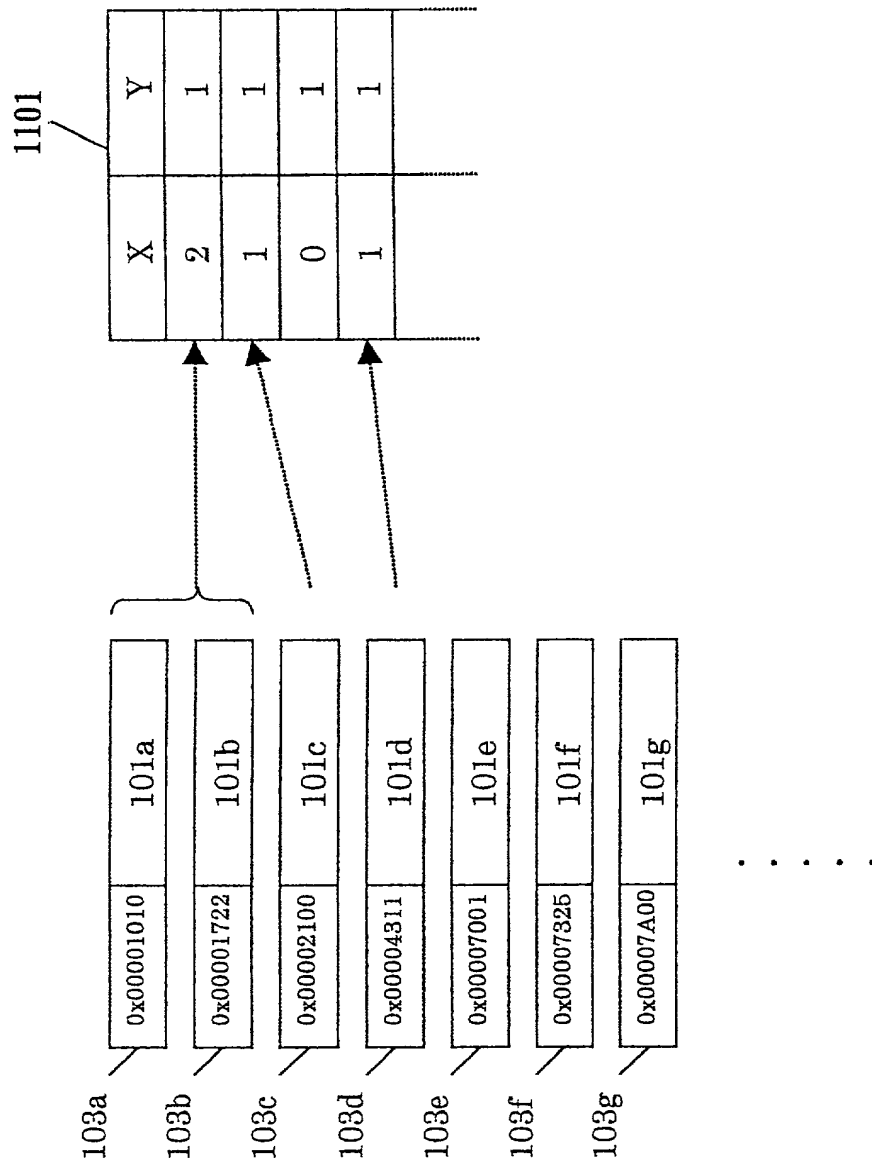 103a 0x00001010 101a
103b 0x00001722 101b
103c 0x00002100 101c
103d 0x00004311 101d
103e 0x00007001 101e
103f 0x00007325 101f
103g 0x00007A00 101g
1101
X Y
2 1
1 1
0 1
1 1